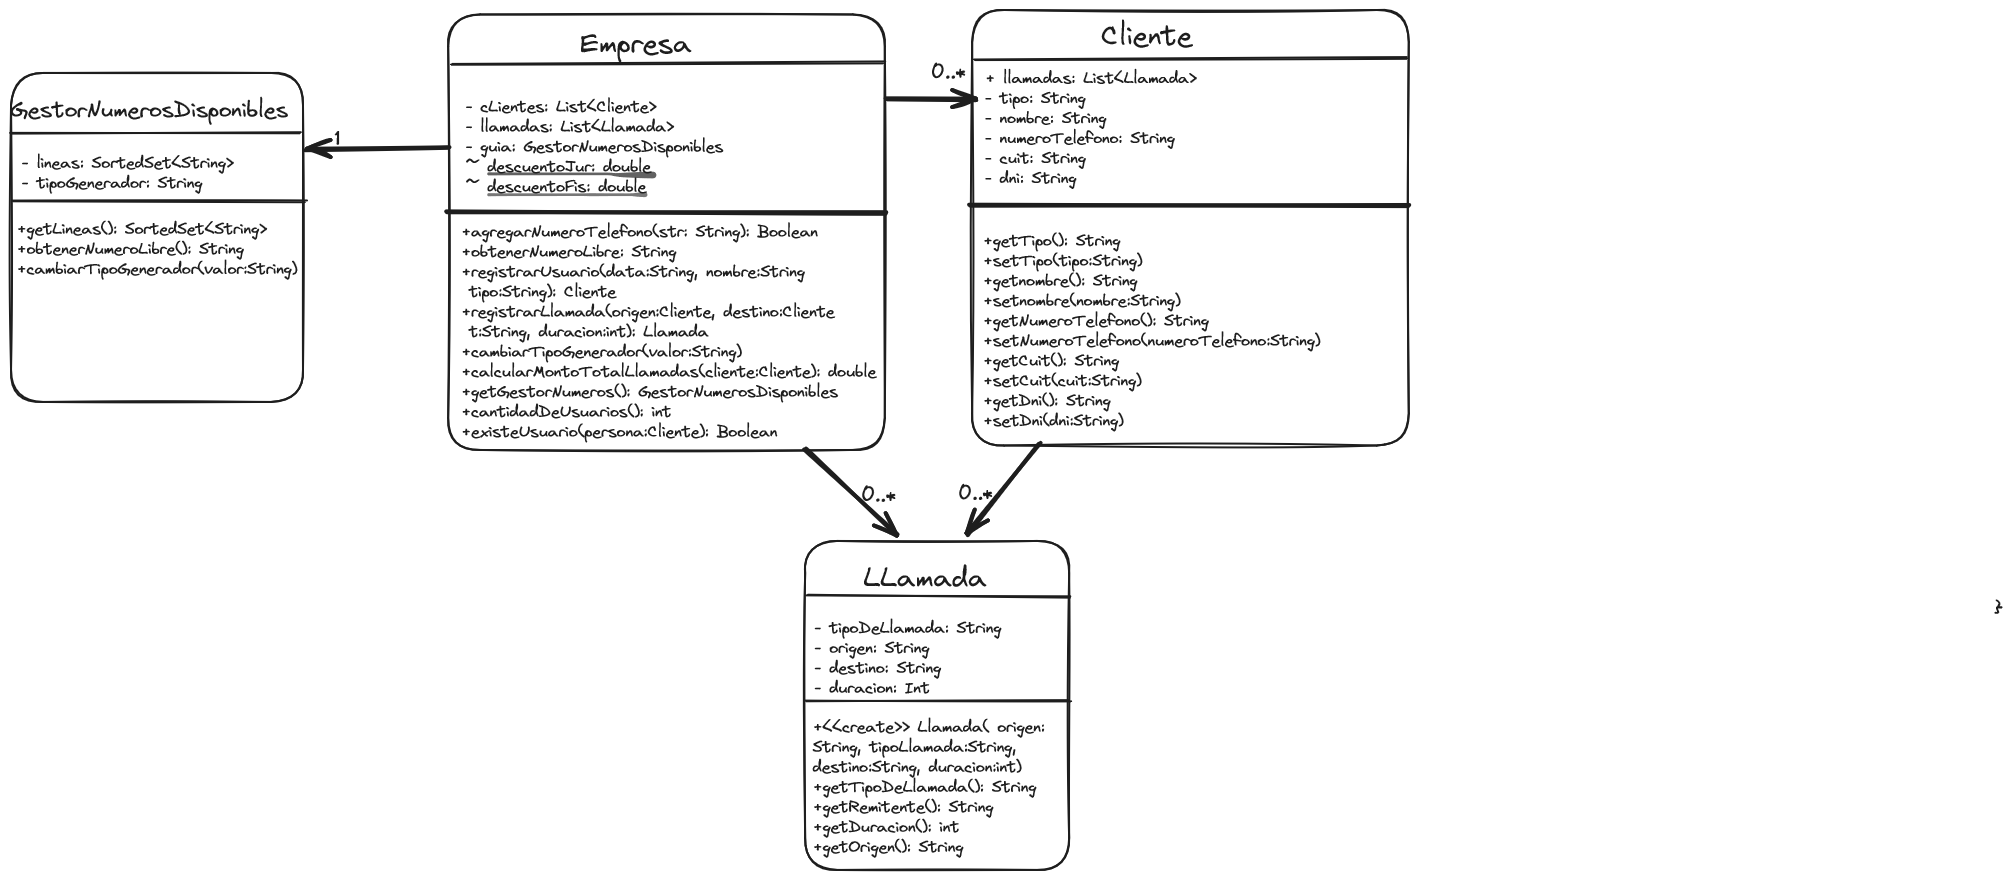 GestorNumerosDisponibles
- lineas: SortedSet<String>
- tipoGenerador: String
+getLineas(): SortedSet<String>
+obtenerNumeroLibre(): String
+cambiarTipoGenerador(valor:String)
1
Empresa
- cLientes: List<Cliente>
- llamadas: List<Llamada>
- guia: GestorNumerosDisponibles
~ descuentoJur: double
~ descuentoFis: double
+agregarNumeroTelefono(str: String): Boolean
+obtenerNumeroLibre: String
+registrarUsuario(data:String, nombre:String
tipo:String): Cliente
+registrarLlamada(origen:Cliente, destino:Cliente
t:String, duracion:int): Llamada
+cambiarTipoGenerador(valor:String)
+calcularMontoTotalLlamadas(cliente:Cliente): double
+getGestorNumeros(): GestorNumerosDisponibles
+cantidadDeUsuarios(): int
+existeUsuario(persona:Cliente): Boolean
0..*
Cliente
+ llamadas: List<Llamada>
- tipo: String
- nombre: String
- numeroTelefono: String
- cuit: String
- dni: String
+getTipo(): String
+setTipo(tipo:String)
+getnombre(): String
+setnombre(nombre:String)
+getNumeroTelefono(): String
+setNumeroTelefono(numeroTelefono:String)
+getCuit(): String
+setCuit(cuit:String)
+getDni(): String
+setDni(dni:String)
0..*
0..*
LLamada
- tipoDeLlamada: String
- origen: String
- destino: String
- duracion: Int
+<<create>> Llamada( origen:
String, tipoLlamada:String,
destino:String, duracion:int)
+getTipoDeLlamada(): String
+getRemitente(): String
+getDuracion(): int
+getOrigen(): String
}